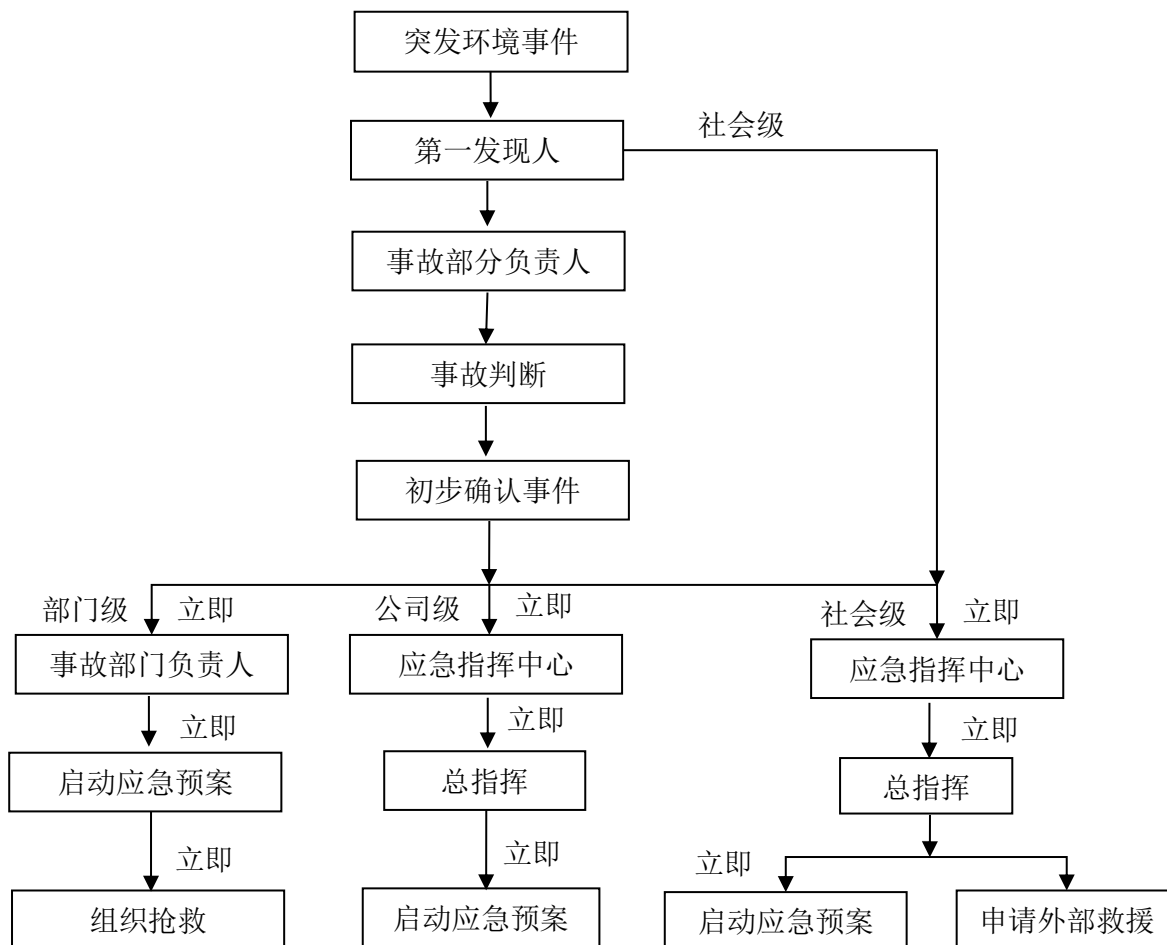 突发环境事件
社会级
第一发现人
事故部分负责人
事故判断
初步确认事件
部门级 立即 公司级 立即 社会级 立即
事故部门负责人 应急指挥中心 应急指挥中心
立即 立即 立即
启动应急预案 总指挥 总指挥
立即 立即 立即
组织抢救 启动应急预案 启动应急预案 申请外部救援